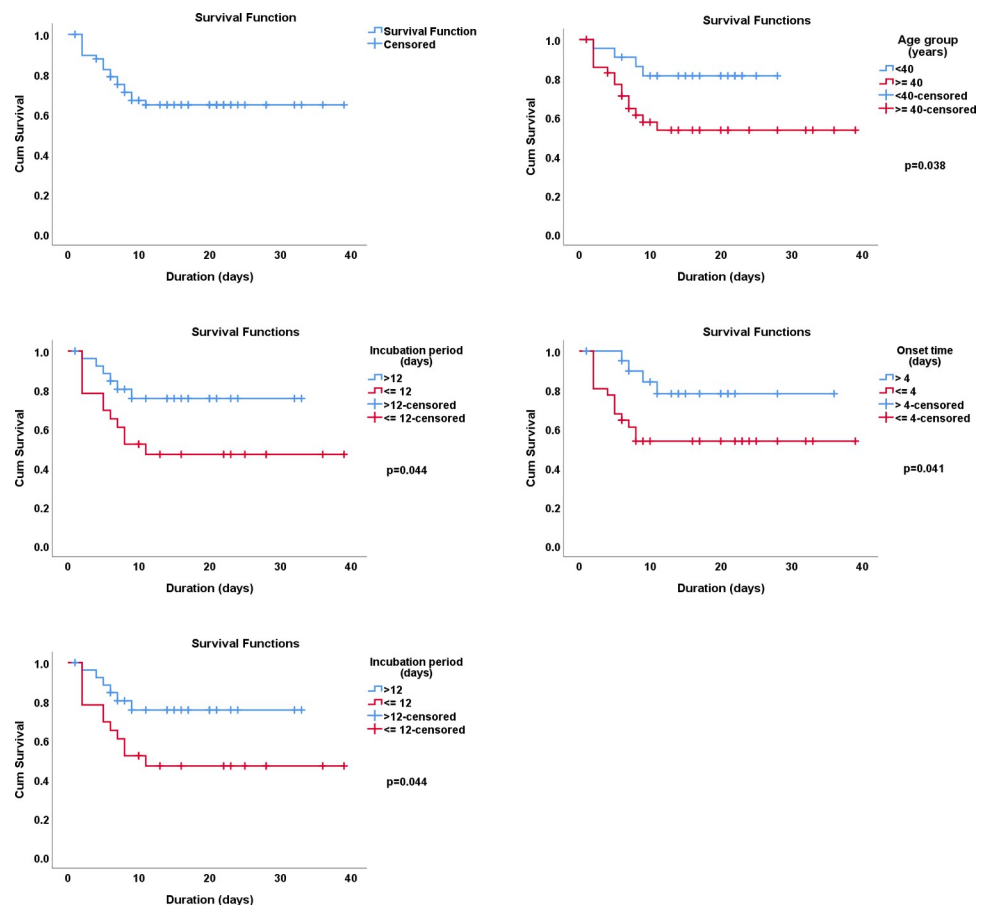 Survival Function
Survival Function
Censored
Cum Survival
1.0
0.8
0.6
0.4
0.2
0.0
0 10 20 30 40
Duration (days)
Survival Functions
Age group
(years)
<40
>= 40
<40-censored
>= 40-censored
p=0.038
Cum Survival
1.0
0.8
0.6
0.4
0.2
0.0
0 10 20 30 40
Duration (days)
Survival Functions
Incubation period
(days)
>12
<= 12
>12-censored
<= 12-censored
p=0.044
Cum Survival
1.0
0.8
0.6
0.4
0.2
0.0
0 10 20 30 40
Duration (days)
Survival Functions
Onset time
(days)
> 4
<= 4
> 4-censored
<= 4-censored
p=0.041
Cum Survival
1.0
0.8
0.6
0.4
0.2
0.0
0 10 20 30 40
Duration (days)
Survival Functions
Incubation period
(days)
>12
<= 12
>12-censored
<= 12-censored
p=0.044
Cum Survival
1.0
0.8
0.6
0.4
0.2
0.0
0 10 20 30 40
Duration (days)